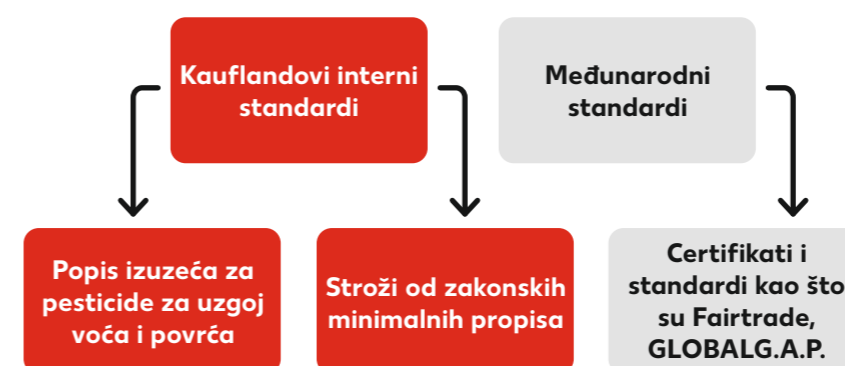 Kauflandovi interni
standardi
Međunarodni
standardi
Popis izuzeća za
pesticide za uzgoj
voća i povrća
Stroži od zakonskih
minimalnih propisa
Certifikati i
standardi kao što
su Fairtrade,
GLOBALG.A.P.